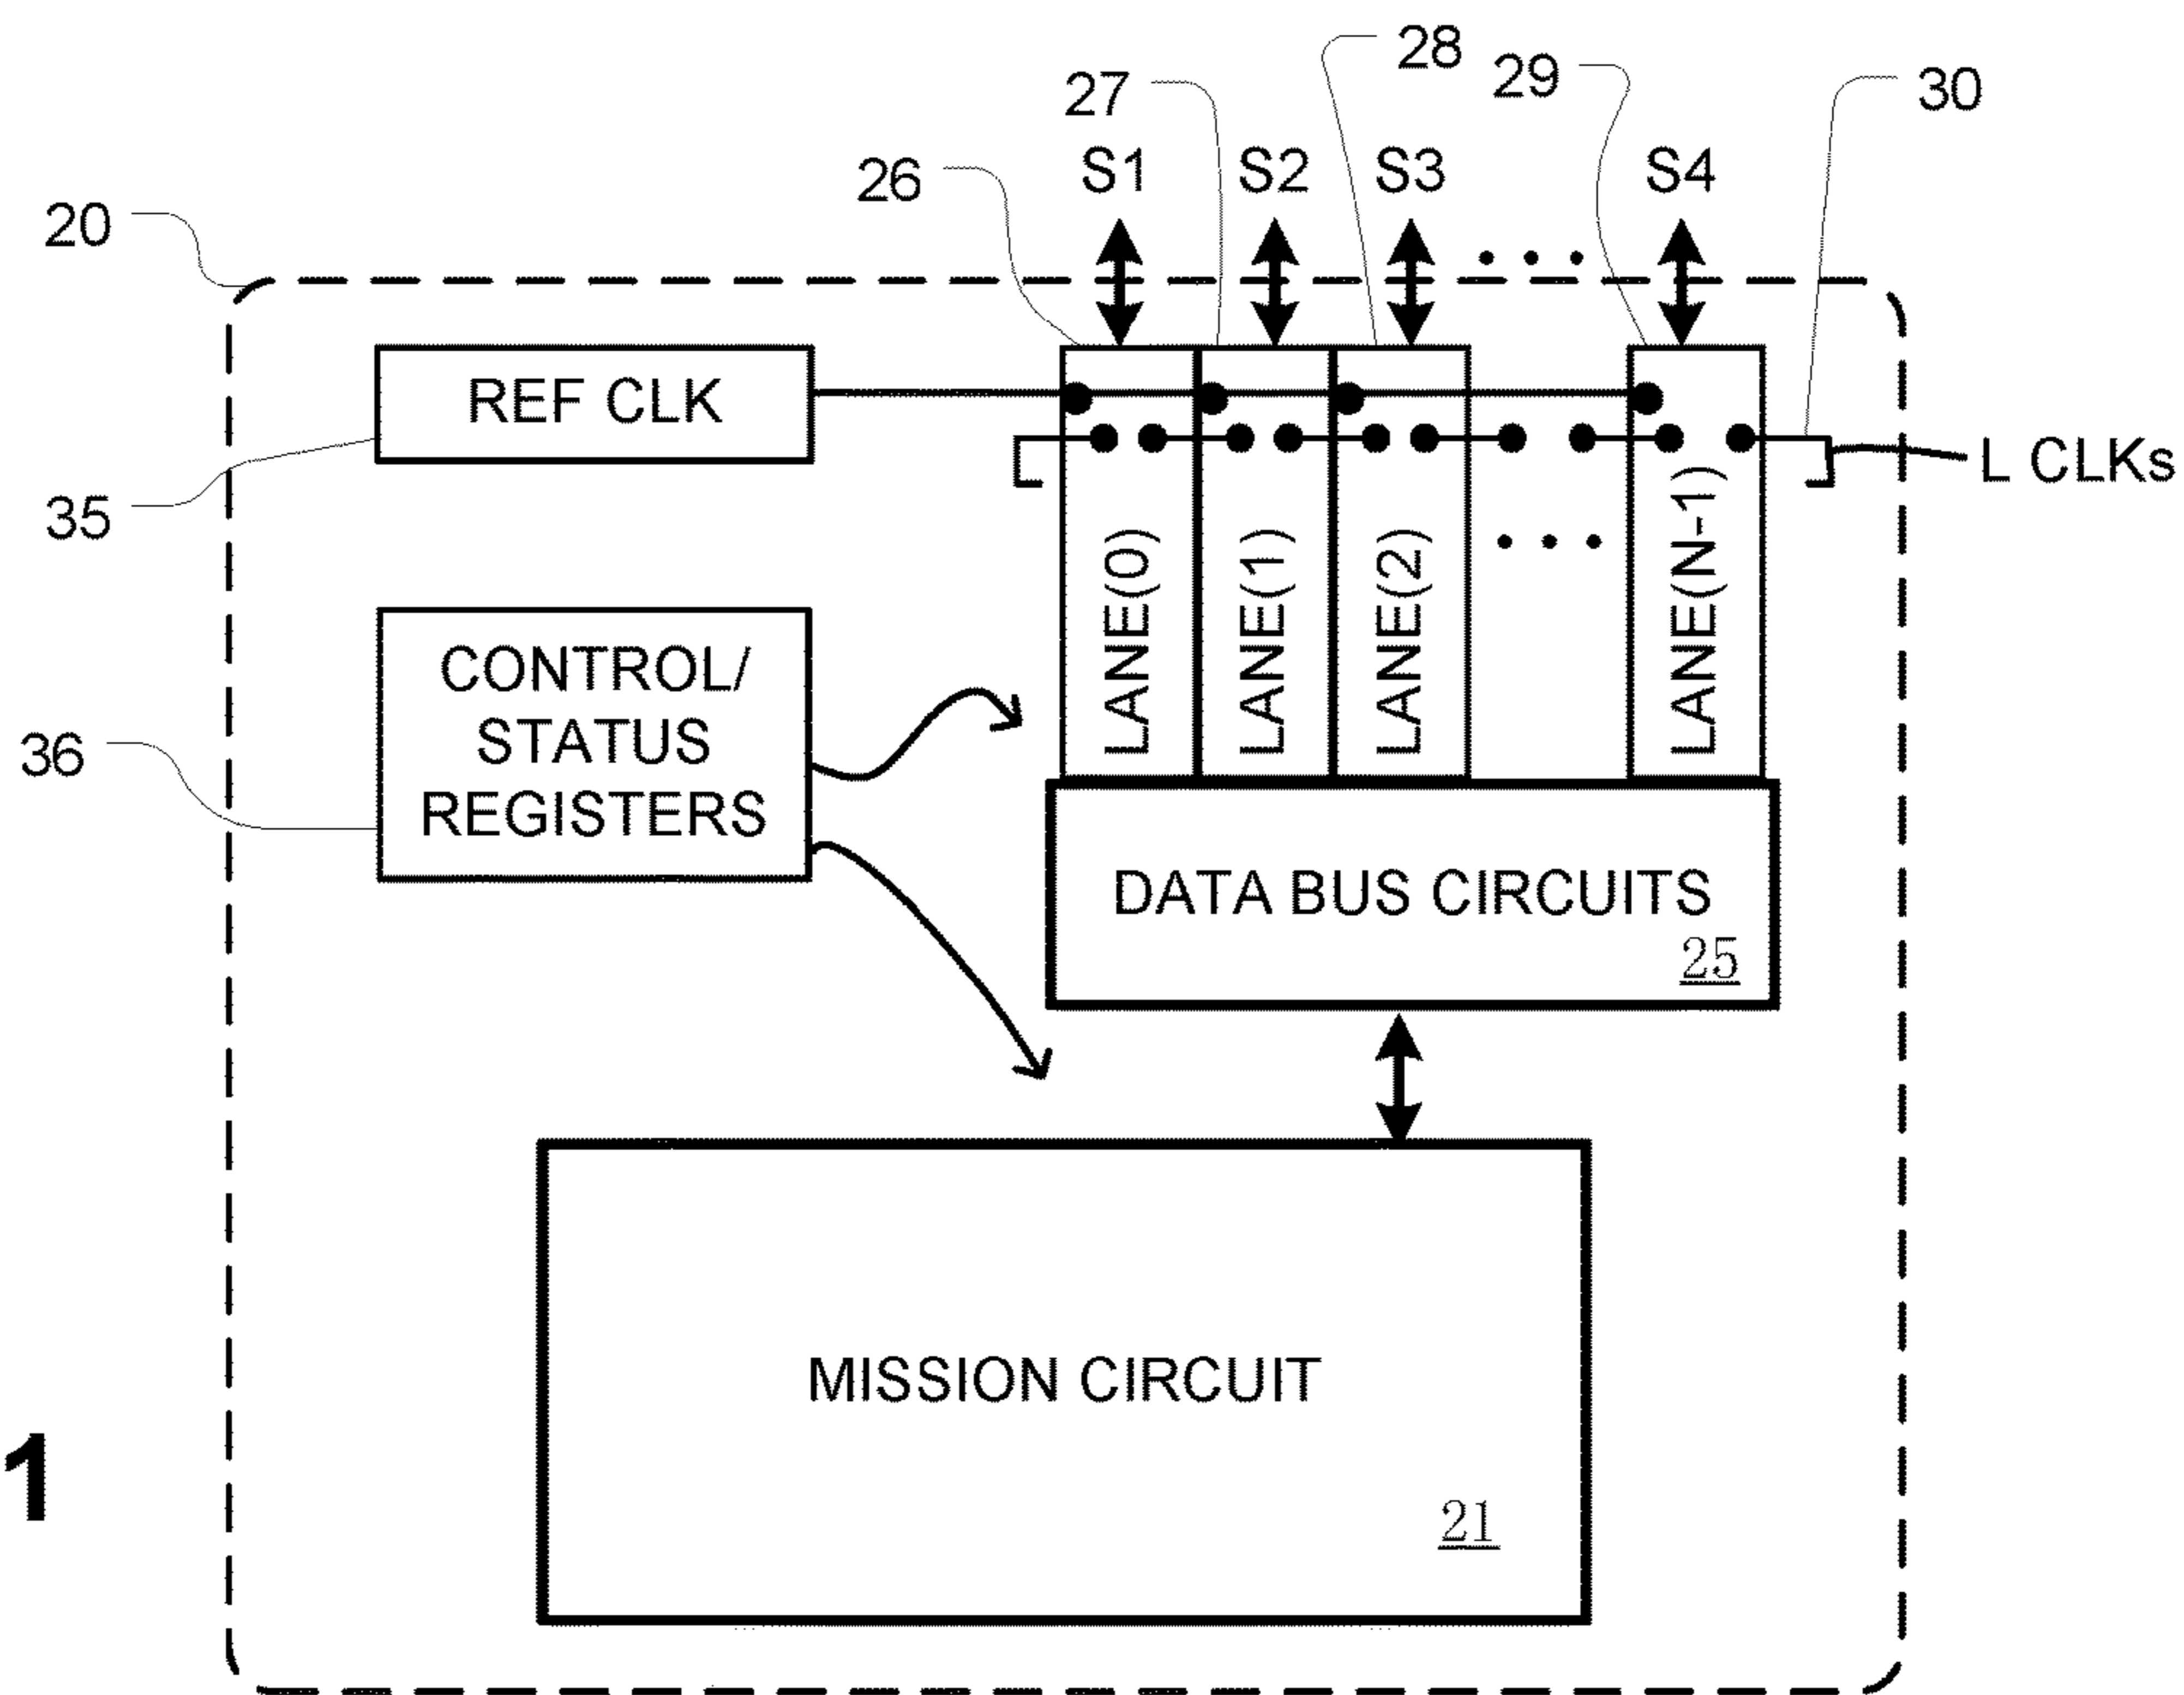 28
29
30
27
26
S1
S2
S3
S4
20
. . .
REF CLK
L CLKs
35
LANE(0)
LANE(1)
LANE(2)
. . .
LANE(N-1)
CONTROL/
STATUS
REGISTERS
36
DATA BUS CIRCUITS
25
MISSION CIRCUIT
21
1